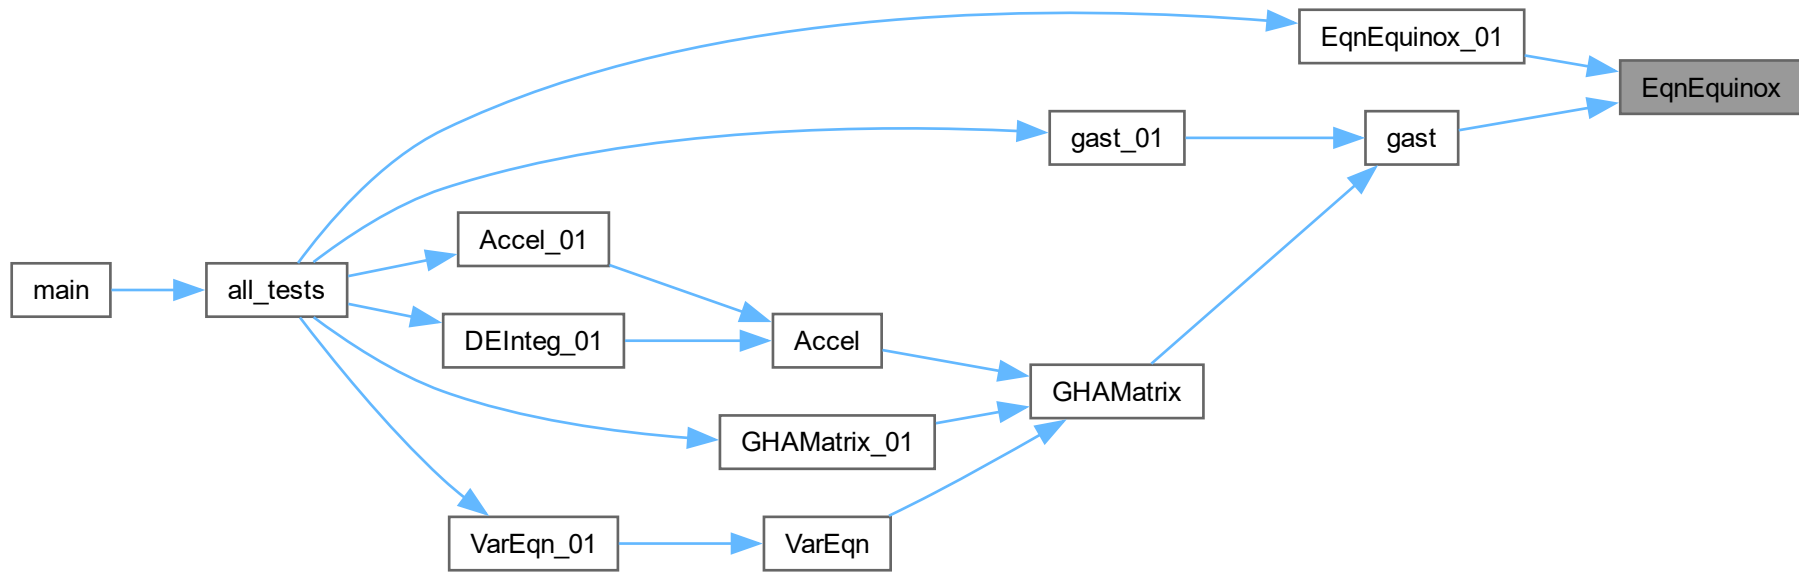 EqnEquinox_01
EqnEquinox
gast_01
gast
Accel_01
main
all_tests
DEInteg_01
Accel
GHAMatrix
GHAMatrix_01
VarEqn_01
VarEqn